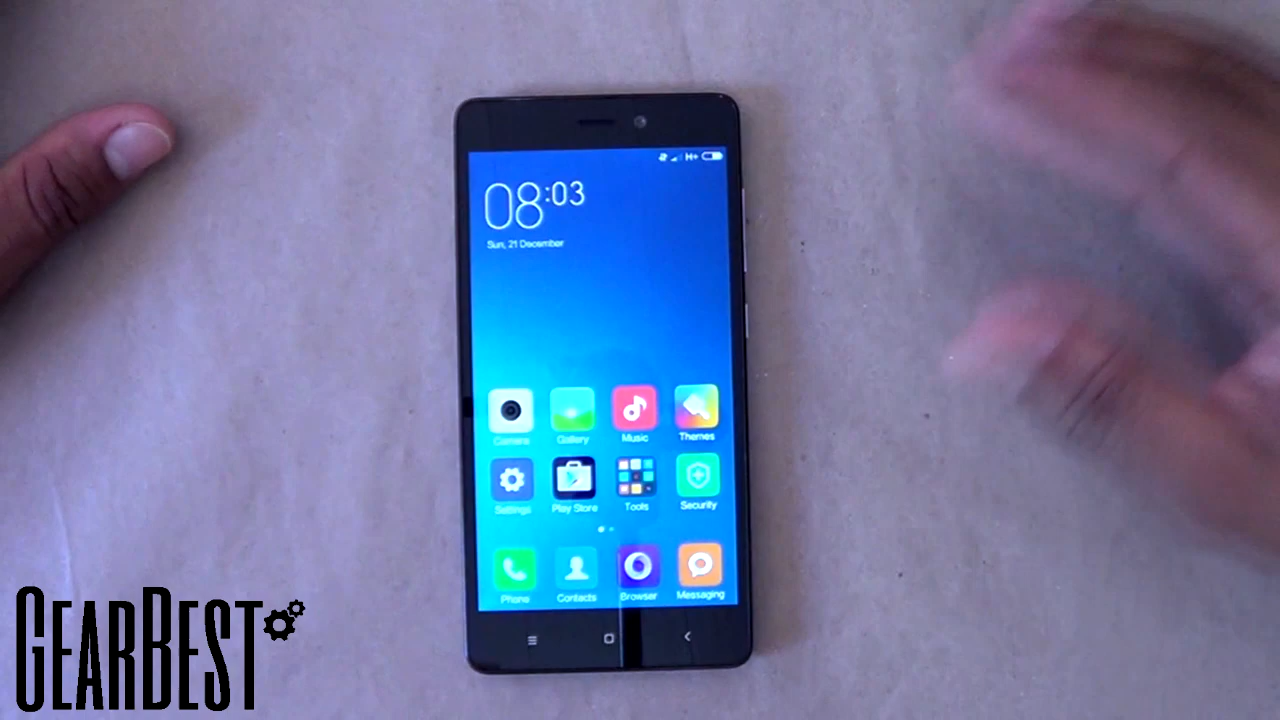 H+
08:03
Sun, 21 December
Camera Gallery Music Themes
Settings Play Store Tools Security
Phone Contacts Browser Messaging
GEARBEST